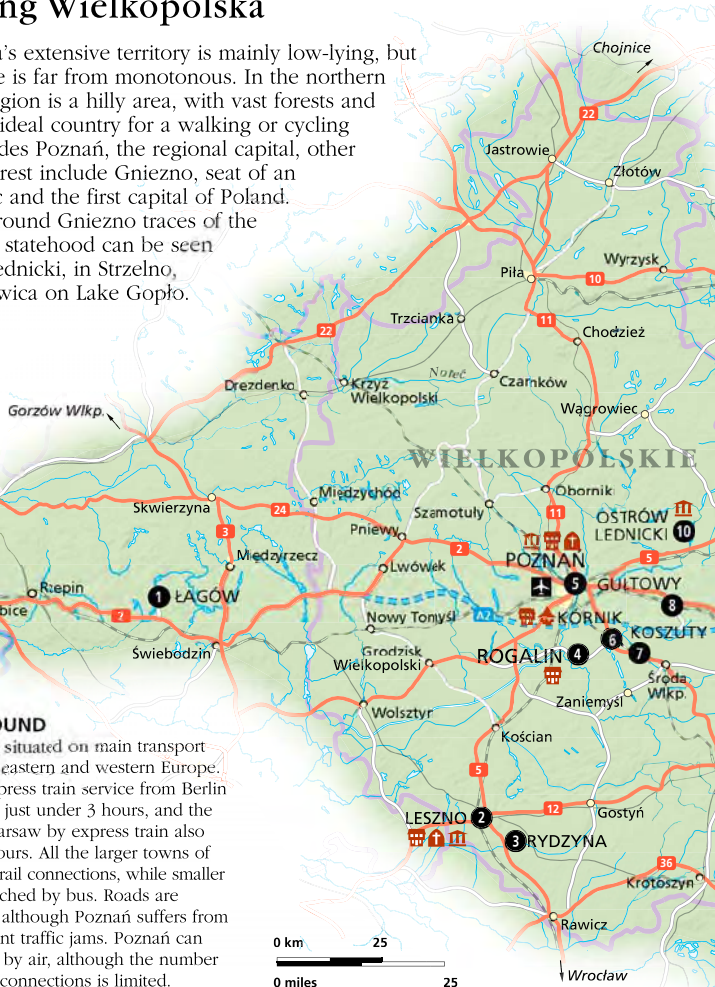 ng Wielkopolska
a's extensive territory is mainly low-lying, but
e is far from monotonous. In the northern
egion is a hilly area, with vast forests and
ideal country for a walking or cycling
des Poznań, the regional capital, other
rest include Gniezno, seat of an
c and the first capital of Poland.
round Gniezno traces of the
statehood can be seen
ednicki, in Strzelno,
wica on Lake Gopło.
Chojnice
22
Jastrowie
Złotów
Piła
10
Wyrzysk
Trzcianka
11
22
Chodzież
Drezdenko
Krzyż
Wielkopolski
Noteć
Czarnków
Gorzów Wlkp.
Wągrowiec
WIELKOPOLSKIE
Skwierzyna
24
Międzychód
Obornik
Szamotuły
11
OSTRÓW
LEDNICKI
10
3
Pniewy
2
POZNAŃ
5
Międzyrzecz
Lwówek
5
GUŁTOWY
Rzepin
1
ŁAGÓW
8
bice
2
Nowy Tomyśl
A2
KÓRNIK
6
KOSZUTY
7
Świebodzin
Grodzisk
Wielkopolski
ROGALIN
4
Środa
Wlkp.
Zaniemyśl
Wolsztyr
Kościan
OUND
situated on main transport
eastern and western Europe.
press train service from Berlin
just under 3 hours, and the
arsaw by express train also
ours. All the larger towns of
rail connections, while smaller
ched by bus. Roads are
although Poznań suffers from
nt traffic jams. Poznań can
by air, although the number
connections is limited.
5
LESZNO
2
12
Gostyń
3
RYDZYNA
36
Krotoszyn
Rawicz
0 km
25
0 miles
25
Wrocław